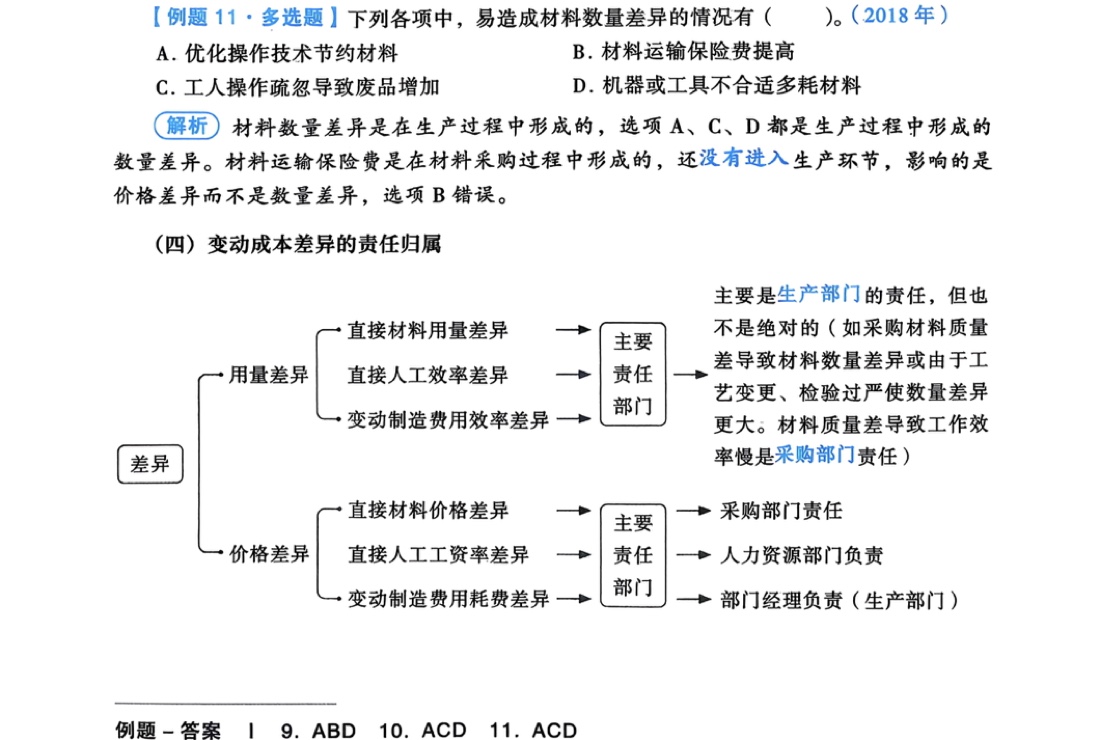 【例题 11·多选题】下列各项中，易造成材料数量差异的情况有（　　）。（2018 年）
A. 优化操作技术节约材料　　B. 材料运输保险费提高
C. 工人操作疏忽导致废品增加　　D. 机器或工具不合适多耗材料
解析 材料数量差异是在生产过程中形成的，选项 A、C、D 都是生产过程中形成的
数量差异。材料运输保险费是在材料采购过程中形成的，还没有进入生产环节，影响的是
价格差异而不是数量差异，选项 B 错误。
（四）变动成本差异的责任归属
差异
用量差异
直接材料用量差异
直接人工效率差异
变动制造费用效率差异
主要
责任
部门
主要是生产部门的责任，但也
不是绝对的（如采购材料质量
差导致材料数量差异或由于工
艺变更、检验过严使数量差异
更大。材料质量差导致工作效
率慢是采购部门责任）
价格差异
直接材料价格差异
直接人工工资率差异
变动制造费用耗费差异
主要
责任
部门
采购部门责任
人力资源部门负责
部门经理负责（生产部门）
例题－答案　|　9. ABD　10. ACD　11. ACD